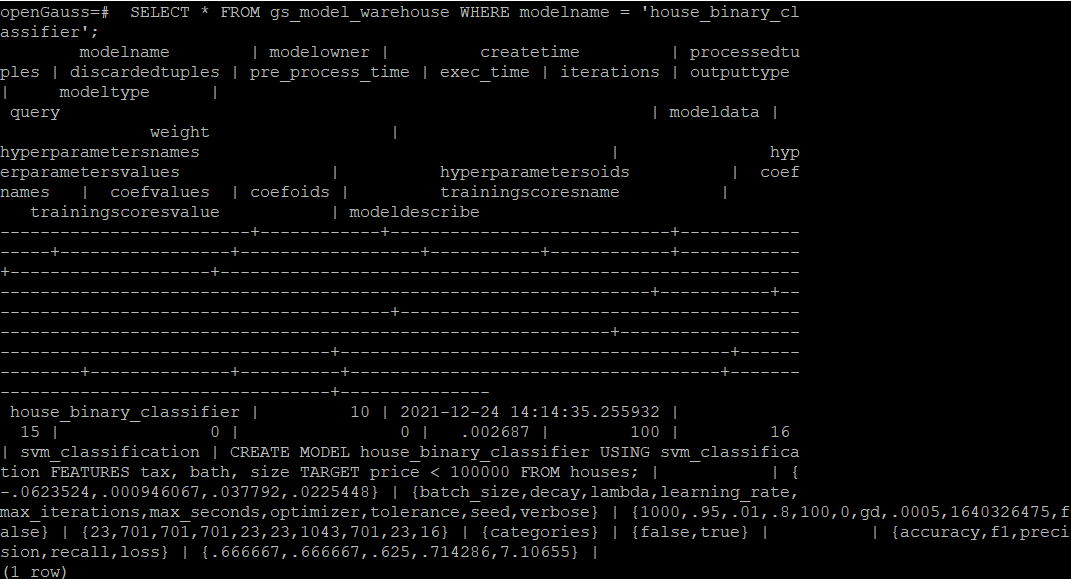 openGauss=#  SELECT * FROM gs_model_warehouse WHERE modelname = 'house_binary_cl
assifier';
        modelname        | modelowner |         createtime         | processedtu
ples | discardedtuples | pre_process_time | exec_time | iterations | outputtype
|     modeltype      |
 query                                                           | modeldata |
               weight                  |
hyperparametersnames                                         |               hyp
erparametersvalues               |          hyperparametersoids          |  coef
names   |  coefvalues  | coefoids |         trainingscoresname          |
   trainingscoresvalue           | modeldescribe
-------------------------+------------+----------------------------+------------
-----+-----------------+------------------+-----------+------------+------------
+--------------------+----------------------------------------------------------
-----------------------------------------------------------------+-----------+--
---------------------------------------+----------------------------------------
-------------------------------------------------------------+------------------
---------------------------------+---------------------------------------+------
--------+--------------+----------+-------------------------------------+-------
---------------------------------+---------------
 house_binary_classifier |         10 | 2021-12-24 14:14:35.255932 |
  15 |               0 |                0 |   .002687 |        100 |         16
| svm_classification | CREATE MODEL house_binary_classifier USING svm_classifica
tion FEATURES tax, bath, size TARGET price < 100000 FROM houses; |           | {
-.0623524,.000946067,.037792,.0225448} | {batch_size,decay,lambda,learning_rate,
max_iterations,max_seconds,optimizer,tolerance,seed,verbose} | {1000,.95,.01,.8,100,0,gd,.0005,1640326475,f
alse} | {23,701,701,701,23,23,1043,701,23,16} | {categories} | {false,true} |          | {accuracy,f1,preci
sion,recall,loss} | {.666667,.666667,.625,.714286,7.10655} |
(1 row)